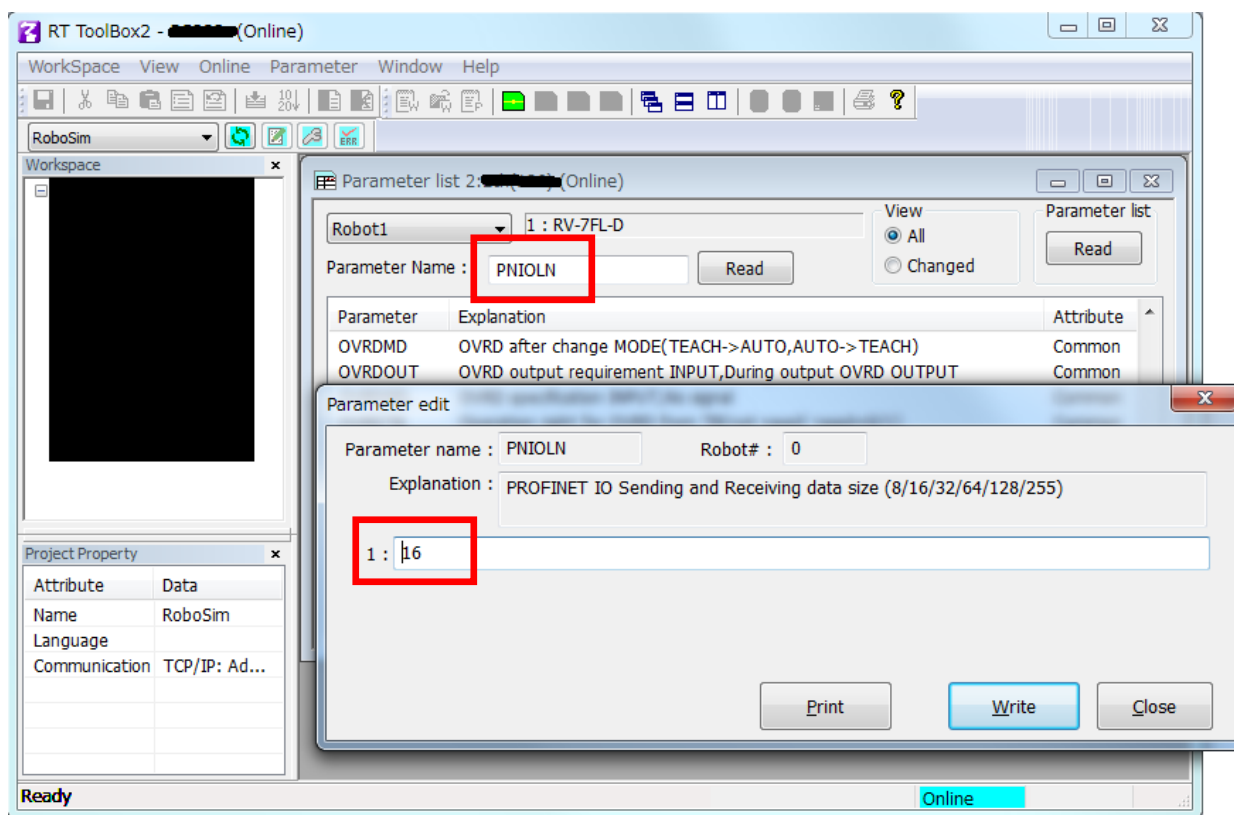 RT ToolBox2 - (Online)
WorkSpace View Online Parameter Window Help
10
20
RoboSim
ERR
Workspace
Parameter list 2: (Online)
Robot1
1 : RV-7FL-D
View
All
Changed
Parameter list
Read
Parameter Name :
PNIOLN
Read
Parameter Explanation Attribute
OVRDMD OVRD after change MODE(TEACH->AUTO,AUTO->TEACH) Common
OVRDOUT OVRD output requirement INPUT,During output OVRD OUTPUT Common
Parameter edit
Parameter name : PNIOLN Robot# : 0
Explanation : PROFINET IO Sending and Receiving data size (8/16/32/64/128/255)
1 : 16
Print Write Close
Project Property
Attribute Data
Name RoboSim
Language
Communication TCP/IP: Ad...
Ready
Online